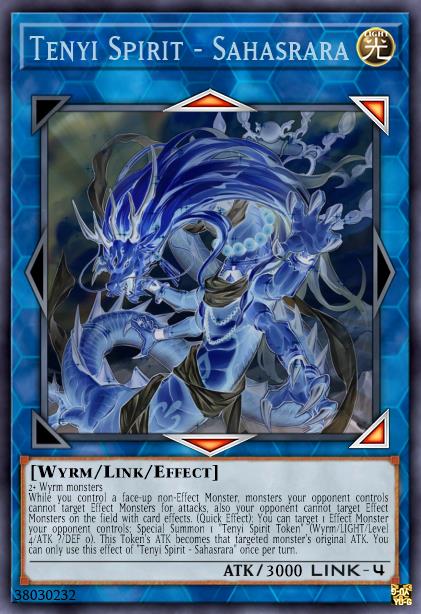 Tenyi Spirit - Sahasrara
LIGHT
光
[Wyrm/Link/Effect]
2+ Wyrm monsters
While you control a face-up non-Effect Monster, monsters your opponent controls
cannot target Effect Monsters for attacks, also your opponent cannot target Effect
Monsters on the field with card effects. (Quick Effect): You can target 1 Effect Monster
your opponent controls; Special Summon 1 "Tenyi Spirit Token" (Wyrm/LIGHT/Level
4/ATK ?/DEF 0). This Token's ATK becomes that targeted monster's original ATK. You can
only use this effect of "Tenyi Spirit - Sahasrara" once per turn.
ATK/3000 LINK-4
38030232